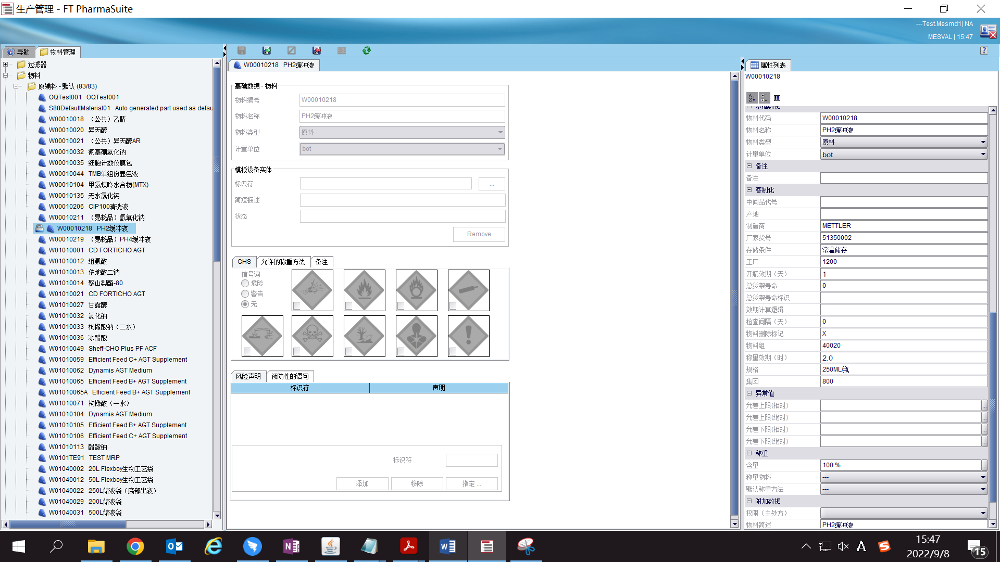 生产管理 - FT PharmaSuite
---Test.Mesmd1| NA
MESVAL | 15:47
导航
物料管理
过滤器
物料
原辅料 - 默认 (83/83)
OQTest001 OQTest001
S88DefaultMaterial01 Auto generated part used as defau
W00010018 （公共）乙腈
W00010020 异丙醇
W00010021 （公共）异丙醇AR
W00010032 氰基硼氢化钠
W00010035 细胞计数仪膜包
W00010044 TMB单组份显色液
W00010104 甲氨蝶呤水合物(MTX)
W00010135 无水氯化钙
W00010206 CIP100清洗液
W00010211 （易耗品）氢氧化钠
W00010218 PH2缓冲液
W00010219 （易耗品）PH4缓冲液
W01010001 CD FORTICHO AGT
W01010012 组氨酸
W01010013 依地酸二钠
W01010014 聚山梨酯-80
W01010021 CD FORTICHO AGT
W01010027 甘露醇
W01010032 氯化钠
W01010033 枸橼酸钠（二水）
W01010036 冰醋酸
W01010049 Sheff-CHO Plus PF ACF
W01010059 Efficient Feed C+ AGT Supplement
W01010062 Dynamis AGT Medium
W01010065 Efficient Feed B+ AGT Supplement
W01010065A Efficient Feed B+ AGT Supplement
W01010071 枸橼酸（一水）
W01010104 Dynamis AGT Medium
W01010105 Efficient Feed B+ AGT Supplement
W01010106 Efficient Feed C+ AGT Supplement
W01010113 醋酸钠
W0101TE91 TEST MRP
W01040002 20L Flexboy生物工艺袋
W01040012 50L Flexboy生物工艺袋
W01040022 250L储液袋（底部出液）
W01040029 200L储液袋
W01040031 500L储液袋
W00010218 PH2缓冲液
基础数据 - 物料
物料编号 W00010218
物料名称 PH2缓冲液
物料类型 原料
计量单位 bot
模板设备实体
标识符 ...
简短描述
状态
Remove
GHS 允许的称重方法 备注
信号词
危险
警告
无
风险声明 预防性的语句
标识符 声明
标识符
添加 移除 指定 ...
属性列表
W00010218
基础数据
物料代码 W00010218
物料名称 PH2缓冲液
物料类型 原料
计量单位 bot
备注
备注
客制化
中间品代号
产地
制造商 METTLER
厂家货号 51350002
存储条件 常温储存
工厂 1200
开瓶效期（天） 1
总货架寿命 0
总货架寿命标识
效期计算逻辑
检查间隔（天） 0
物料删除标记 X
物料组 40020
称重效期（时） 2.0
规格 250ML/瓶
集团 800
异常值
允差上限(相对) ...
允差上限(绝对) ...
允差下限(相对) ...
允差下限(绝对) ...
称重
含量 100 % ...
称重物料 ---
默认称重方法 ---
附加数据
权限（主处方）
物料简述 PH2缓冲液
15:47
2022/9/8
15